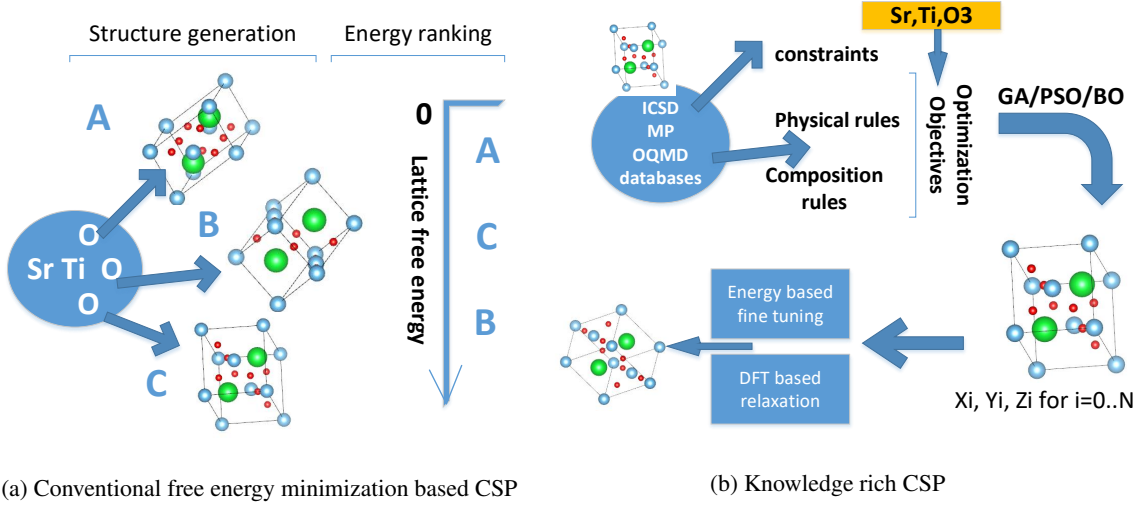 Structure generation
Energy ranking
A
B
C
O
Sr Ti O
O
0
Lattice free energy
A
C
B
(a) Conventional free energy minimization based CSP
Sr,Ti,O3
constraints
ICSD
MP
OQMD
databases
Physical rules
Composition
rules
Optimization
Objectives
GA/PSO/BO
Energy based
fine tuning
DFT based
relaxation
Xi, Yi, Zi for i=0..N
(b) Knowledge rich CSP